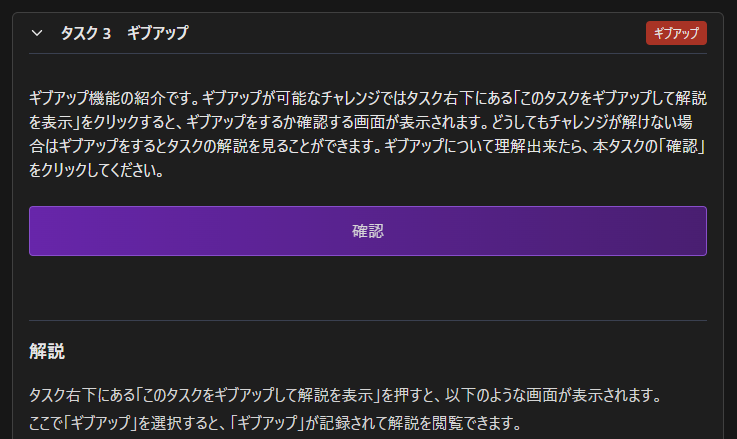 タスク 3　ギブアップ
ギブアップ
ギブアップ機能の紹介です。ギブアップが可能なチャレンジではタスク右下にある「このタスクをギブアップして解説
を表示」をクリックすると、ギブアップをするか確認する画面が表示されます。どうしてもチャレンジが解けない場
合はギブアップをするとタスクの解説を見ることができます。ギブアップについて理解出来たら、本タスクの「確認」
をクリックしてください。
確認
解説
タスク右下にある「このタスクをギブアップして解説を表示」を押すと、以下のような画面が表示されます。
ここで「ギブアップ」を選択すると、「ギブアップ」が記録されて解説を閲覧できます。